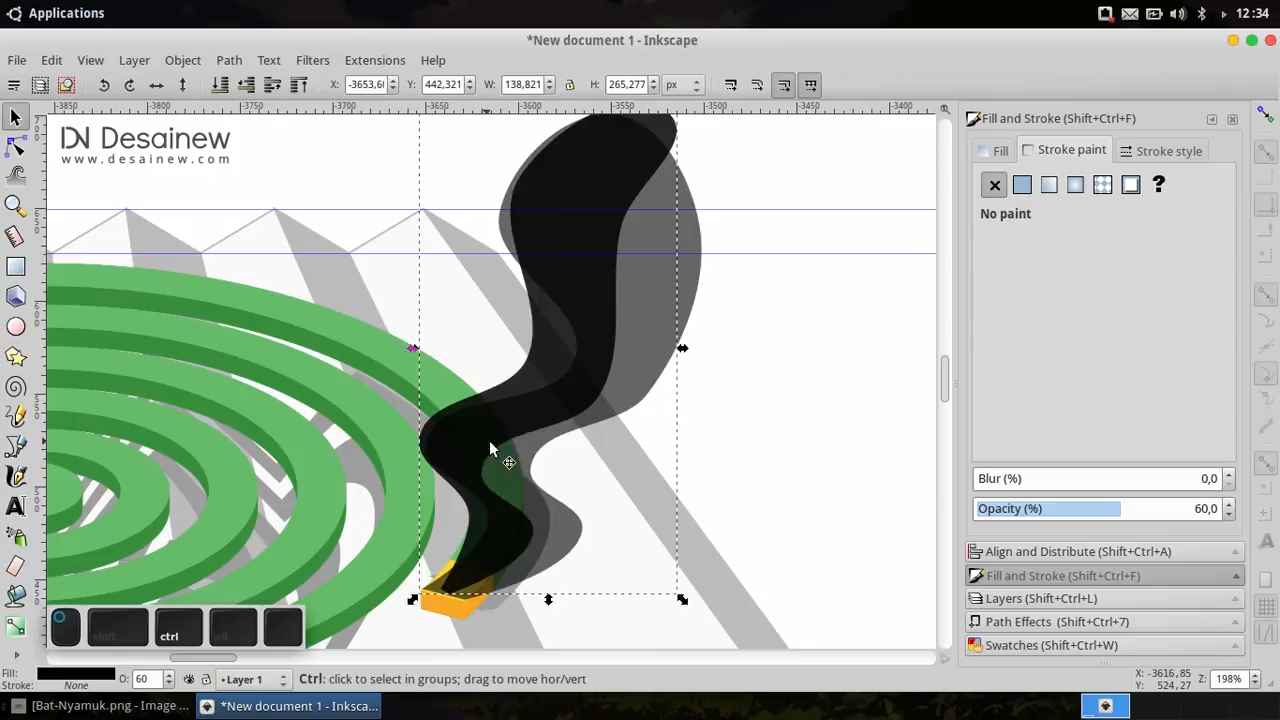 Applications
12:34
*New document 1 - Inkscape
File Edit View Layer Object Path Text Filters Extensions Help
X: -3653,6 Y: 442,321 W: 138,821 H: 265,277 px
-3850 -3800 -3750 -3700 -3650 -3600 -3550 -3500 -3450 -3400
Fill and Stroke (Shift+Ctrl+F)
DN Desainew
www.desainew.com
Fill Stroke paint Stroke style
?
No paint
Blur (%) 0,0
Opacity (%) 60,0
Align and Distribute (Shift+Ctrl+A)
Fill and Stroke (Shift+Ctrl+F)
Layers (Shift+Ctrl+L)
Path Effects (Shift+Ctrl+7)
Swatches (Shift+Ctrl+W)
shift ctrl alt
Fill:
Stroke: None
O: 60
Layer 1
Ctrl: click to select in groups; drag to move hor/vert
X: -3616,85
Y: 524,27
Z: 198%
[Bat-Nyamuk.png - Image ...
*New document 1 - Inksca...